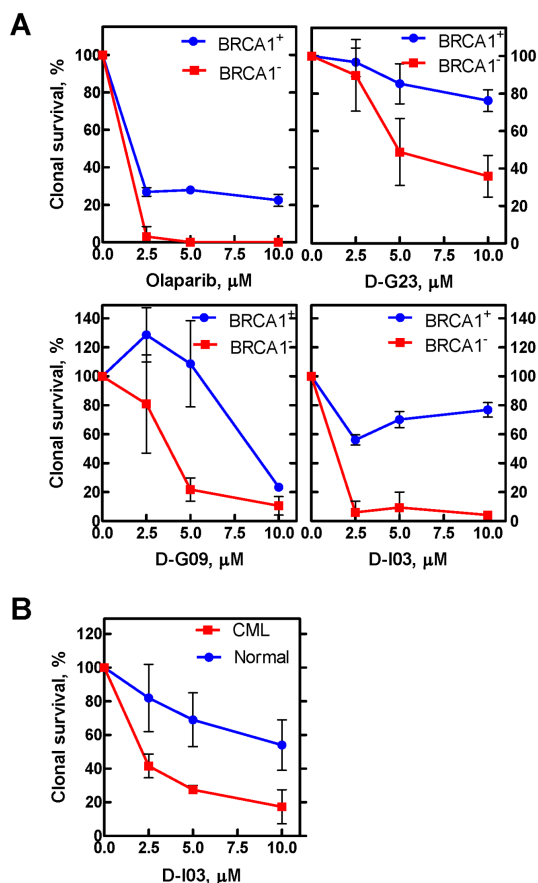 A
Clonal survival, %
100
80
60
40
20
0
BRCA1+
BRCA1-
0.0 2.5 5.0 7.5 10.0
Olaparib, µM
BRCA1+
BRCA1-
100
80
60
40
20
0
0.0 2.5 5.0 7.5 10.0
D-G23, µM
Clonal survival, %
140
120
100
80
60
40
20
0
BRCA1+
BRCA1-
0.0 2.5 5.0 7.5 10.0
D-G09, µM
BRCA1+
BRCA1-
140
120
100
80
60
40
20
0
0.0 2.5 5.0 7.5 10.0
D-I03, µM
B
Clonal survival, %
120
100
80
60
40
20
0
CML
Normal
0.0 2.5 5.0 7.5 10.0
D-I03, µM